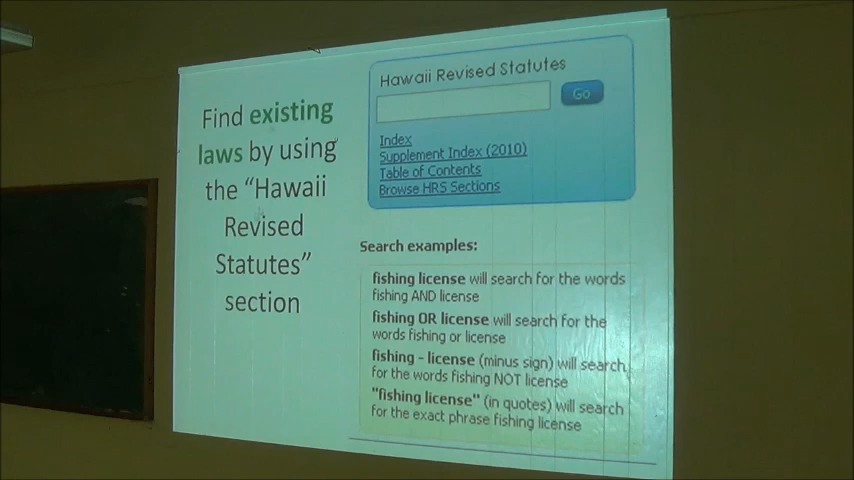 Find existing
laws by using
the “Hawaii
Revised
Statutes”
section
Hawaii Revised Statutes
Go
Index
Supplement Index (2010)
Table of Contents
Browse HRS Sections
Search examples:
fishing license will search for the words
fishing AND license
fishing OR license will search for the
words fishing or license
fishing - license (minus sign) will search
for the words fishing NOT license
"fishing license" (in quotes) will search
for the exact phrase fishing license